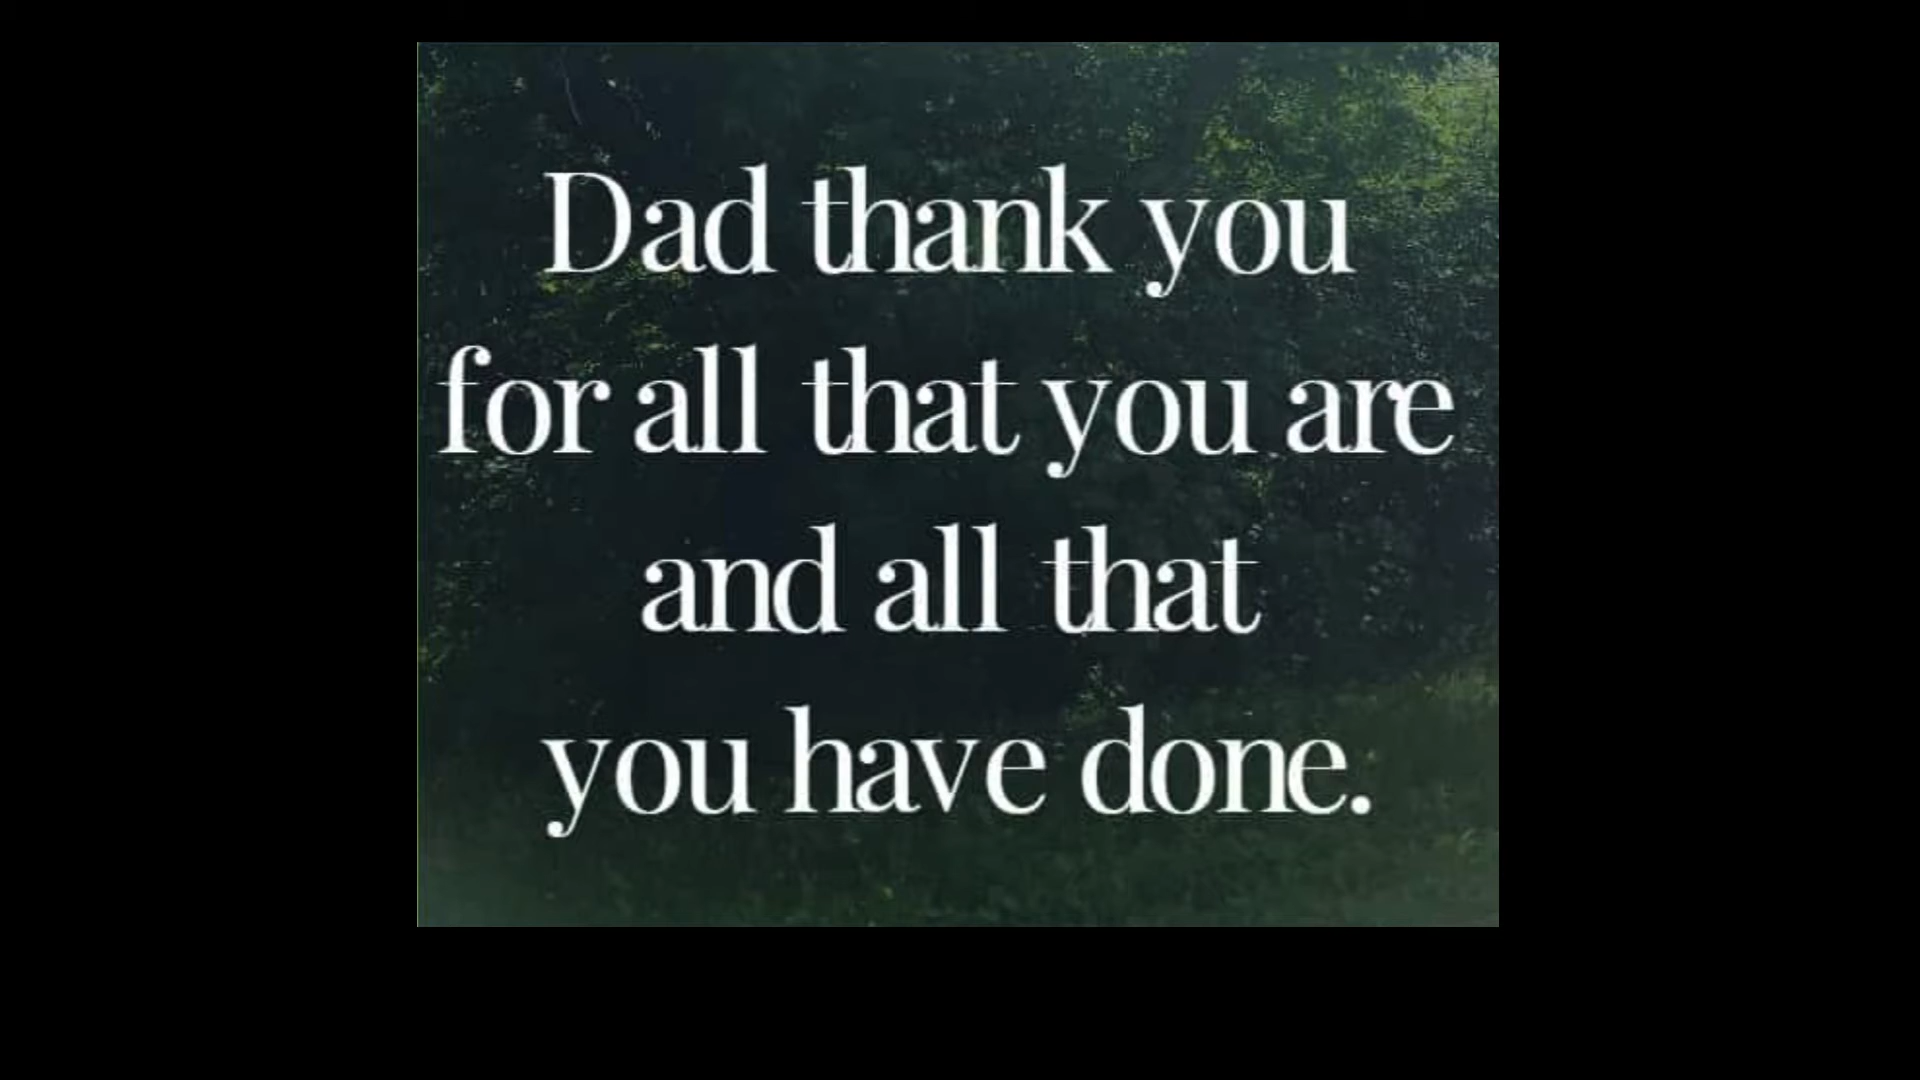 Dad thank you
for all that you are
and all that
you have done.